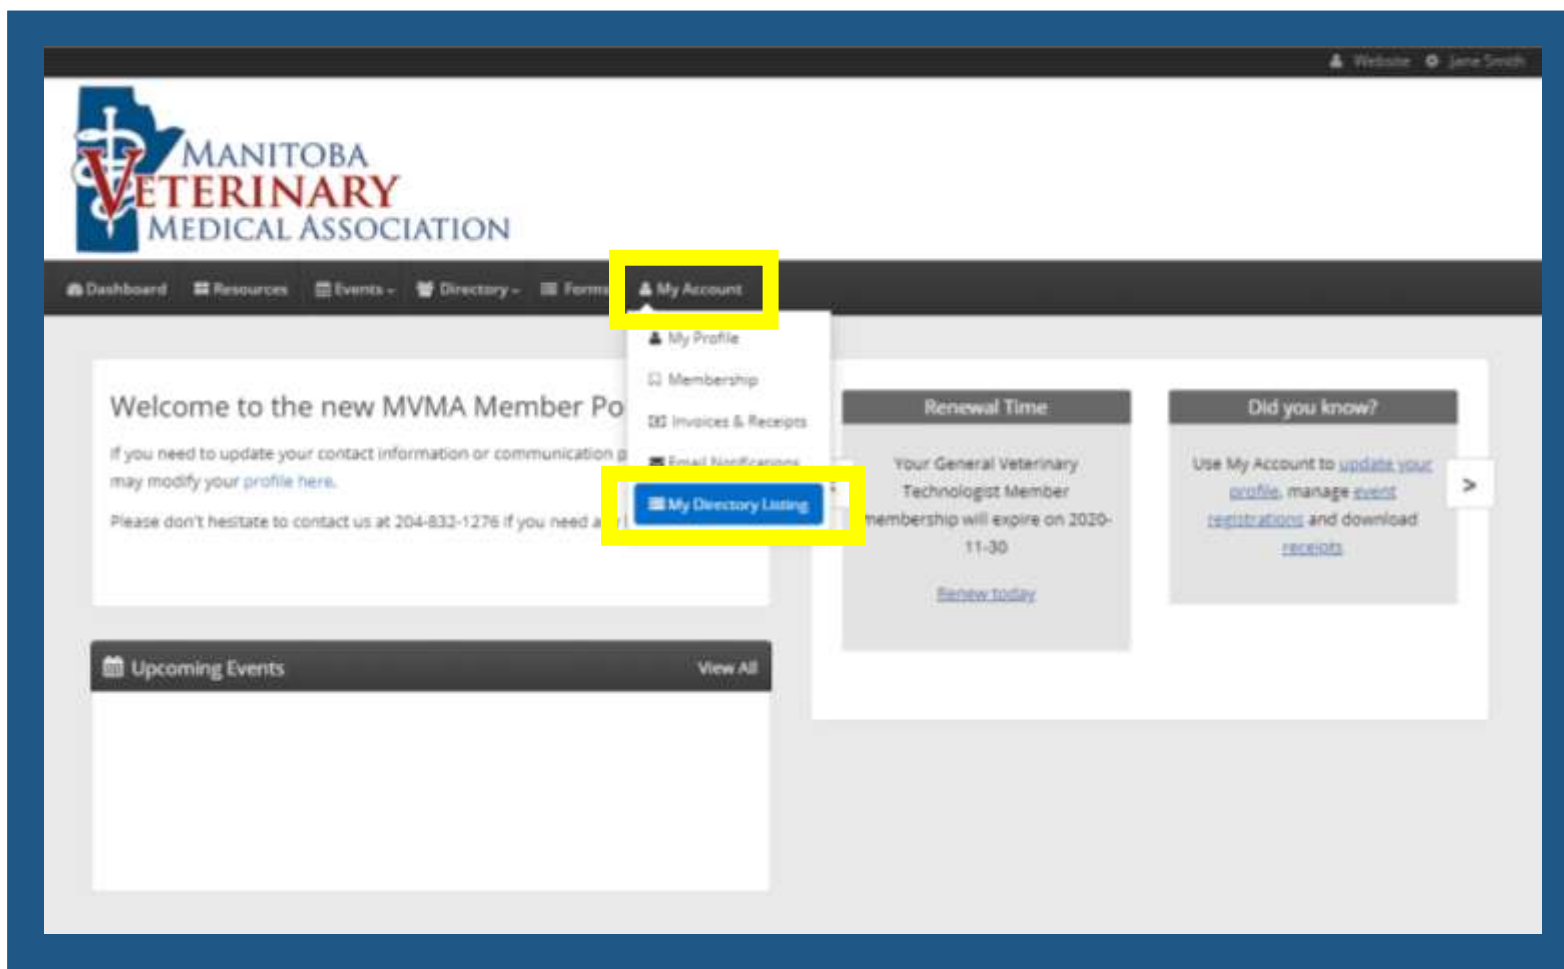 Website Jane Smith
MANITOBA
VETERINARY
MEDICAL ASSOCIATION
Dashboard Resources Events Directory Forms My Account
My Profile
Membership
Invoices & Receipts
Email Notifications
My Directory Listing
Welcome to the new MVMA Member Po
If you need to update your contact information or communication p
may modify your profile here.
Please don't hesitate to contact us at 204-832-1276 if you need any
Upcoming Events View All
Renewal Time
Your General Veterinary
Technologist Member
membership will expire on 2020-
11-30
Renew today
Did you know?
Use My Account to update your
profile, manage event
registrations and download
receipts
>